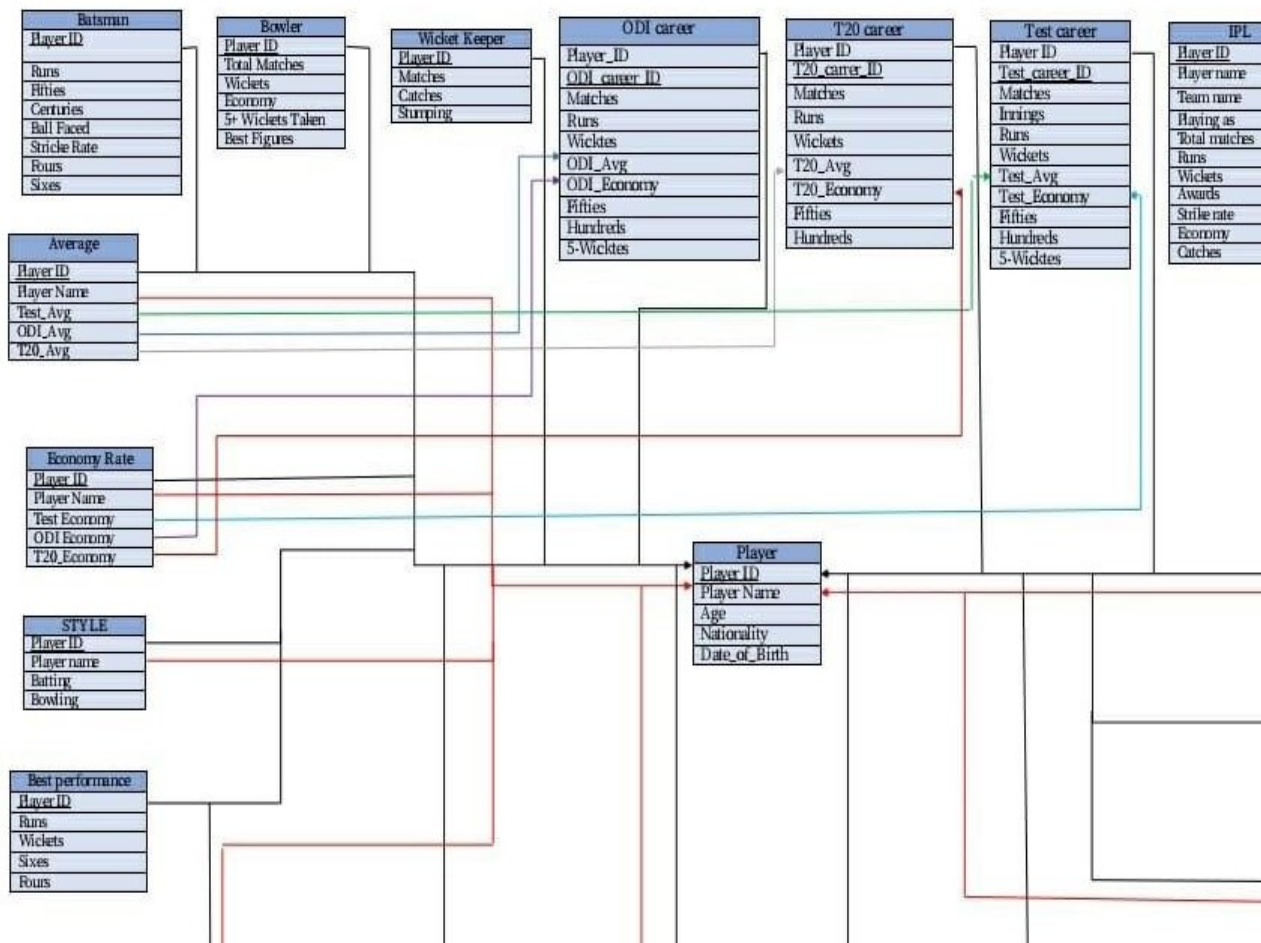 Batsman
Player ID
Runs
Fifties
Centuries
Ball Faced
Stricke Rate
Fours
Sixes
Bowler
Player ID
Total Matches
Wickets
Economy
5+ Wickets Taken
Best Figures
Wicket Keeper
Player ID
Matches
Catches
Stumping
ODI career
Player_ID
ODI_career_ID
Matches
Runs
Wicktes
ODI_Avg
ODI_Economy
Fifties
Hundreds
5-Wicktes
T20 career
Player ID
T20_carrer_ID
Matches
Runs
Wickets
T20_Avg
T20_Economy
Fifties
Hundreds
Test career
Player ID
Test_career_ID
Matches
Innings
Runs
Wickets
Test_Avg
Test_Economy
Fifties
Hundreds
5-Wicktes
IPL
Player ID
Player name
Team name
Playing as
Total matches
Runs
Wickets
Awards
Strike rate
Economy
Catches
Average
Player ID
Player Name
Test_Avg
ODI_Avg
T20_Avg
Economy Rate
Player ID
Player Name
Test Economy
ODI Economy
T20_Economy
Player
Player ID
Player Name
Age
Nationality
Date_of_Birth
STYLE
Player ID
Player name
Batting
Bowling
Best performance
Player ID
Runs
Wickets
Sixes
Fours